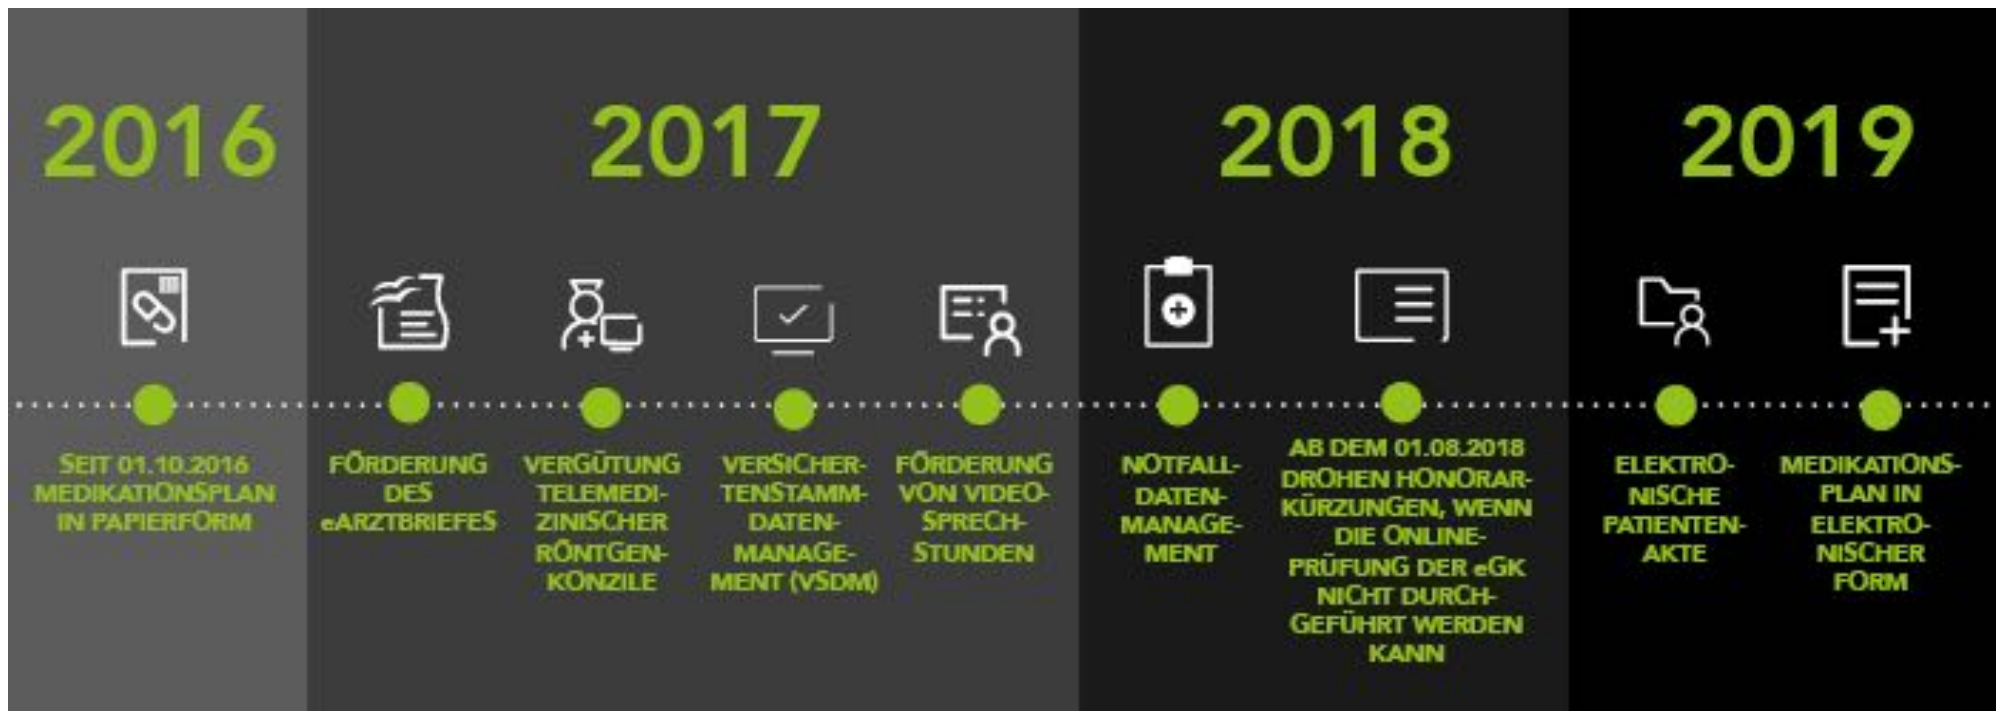 2016
SEIT 01.10.2016
MEDIKATIONSPLAN
IN PAPIERFORM
2017
FÖRDERUNG
DES
eARZTBRIEFES
VERGÜTUNG
TELEMEDI-
ZINISCHER
RÖNTGEN-
KONZILE
VERSICHER-
TENSTAMM-
DATEN-
MANAGE-
MENT (VSDM)
FÖRDERUNG
VON VIDEO-
SPRECH-
STUNDEN
2018
NOTFALL-
DATEN-
MANAGE-
MENT
AB DEM 01.08.2018
DROHEN HONORAR-
KÜRZUNGEN, WENN
DIE ONLINE-
PRÜFUNG DER eGK
NICHT DURCH-
GEFÜHRT WERDEN
KANN
2019
ELEKTRO-
NISCHE
PATIENTEN-
AKTE
MEDIKATIONS-
PLAN IN
ELEKTRO-
NISCHER
FORM